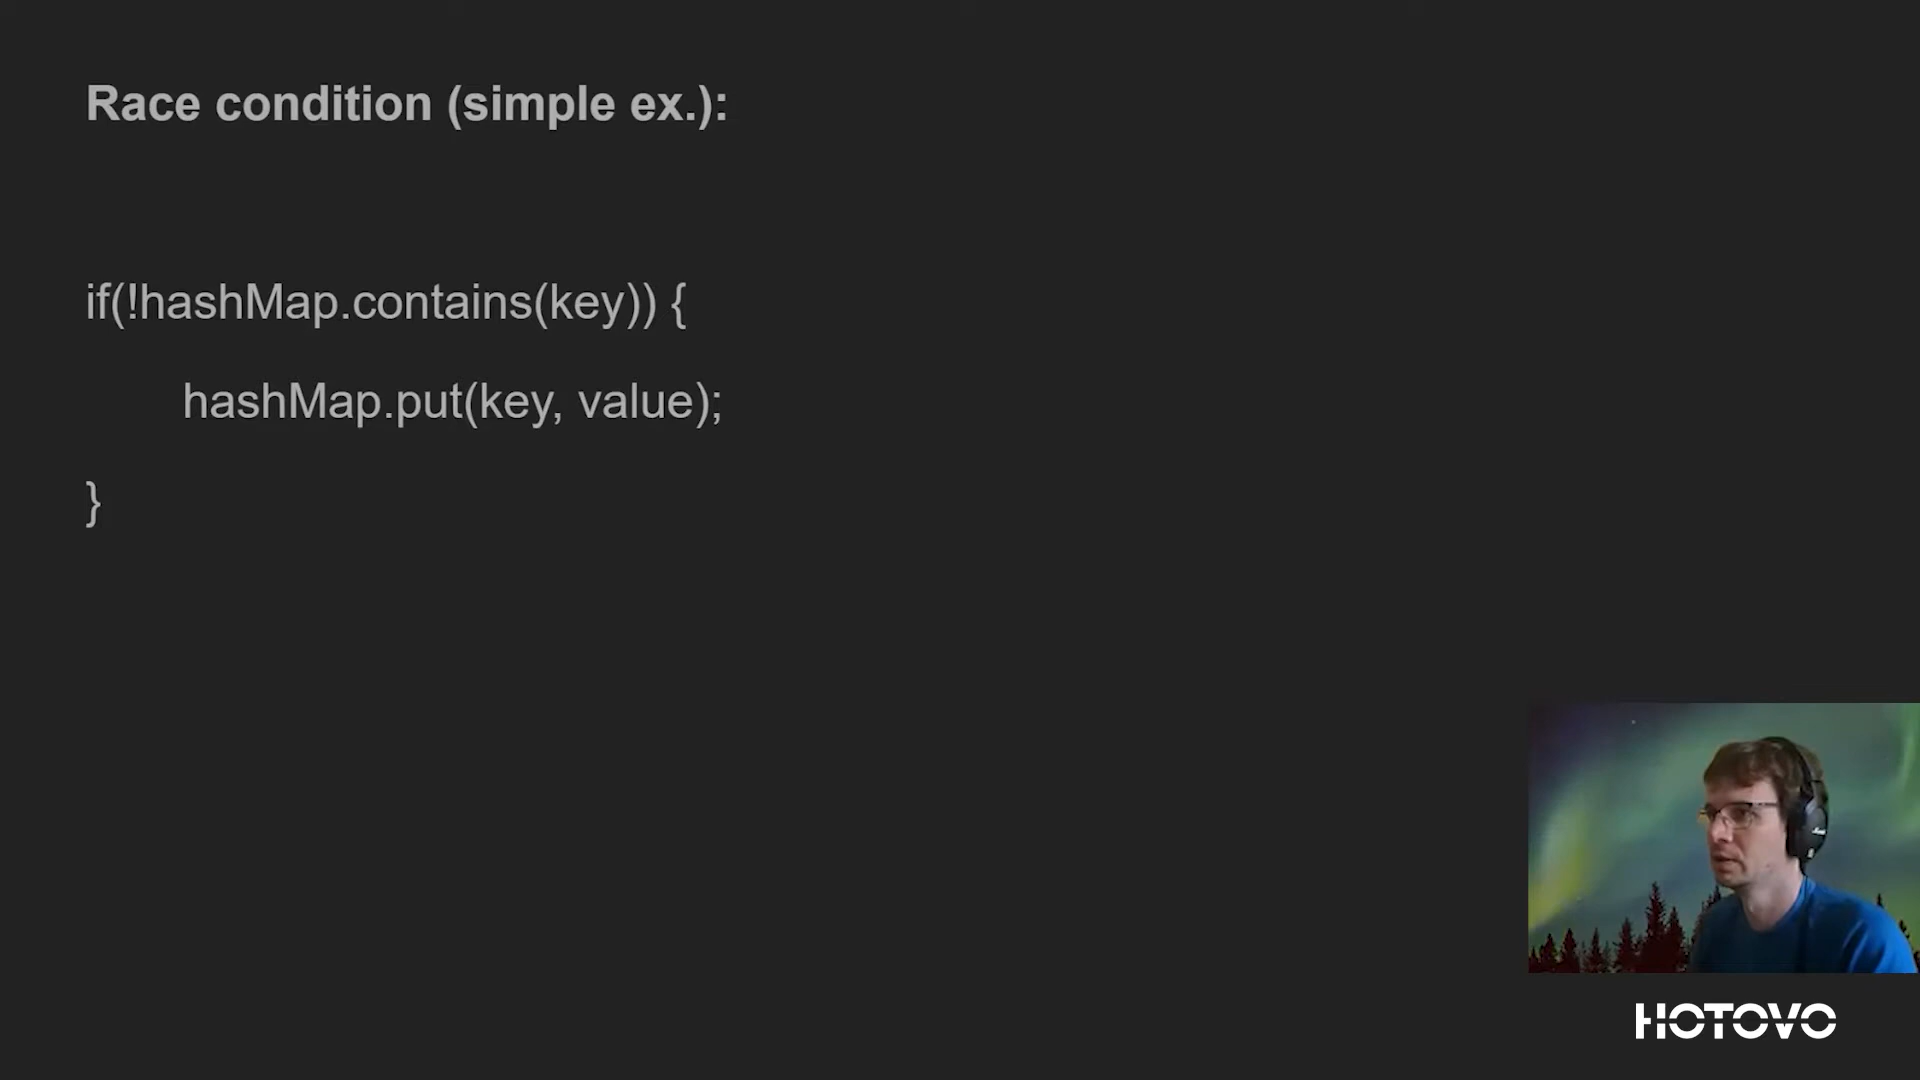 Race condition (simple ex.):
if(!hashMap.contains(key)) {
hashMap.put(key, value);
}
HOTOVO